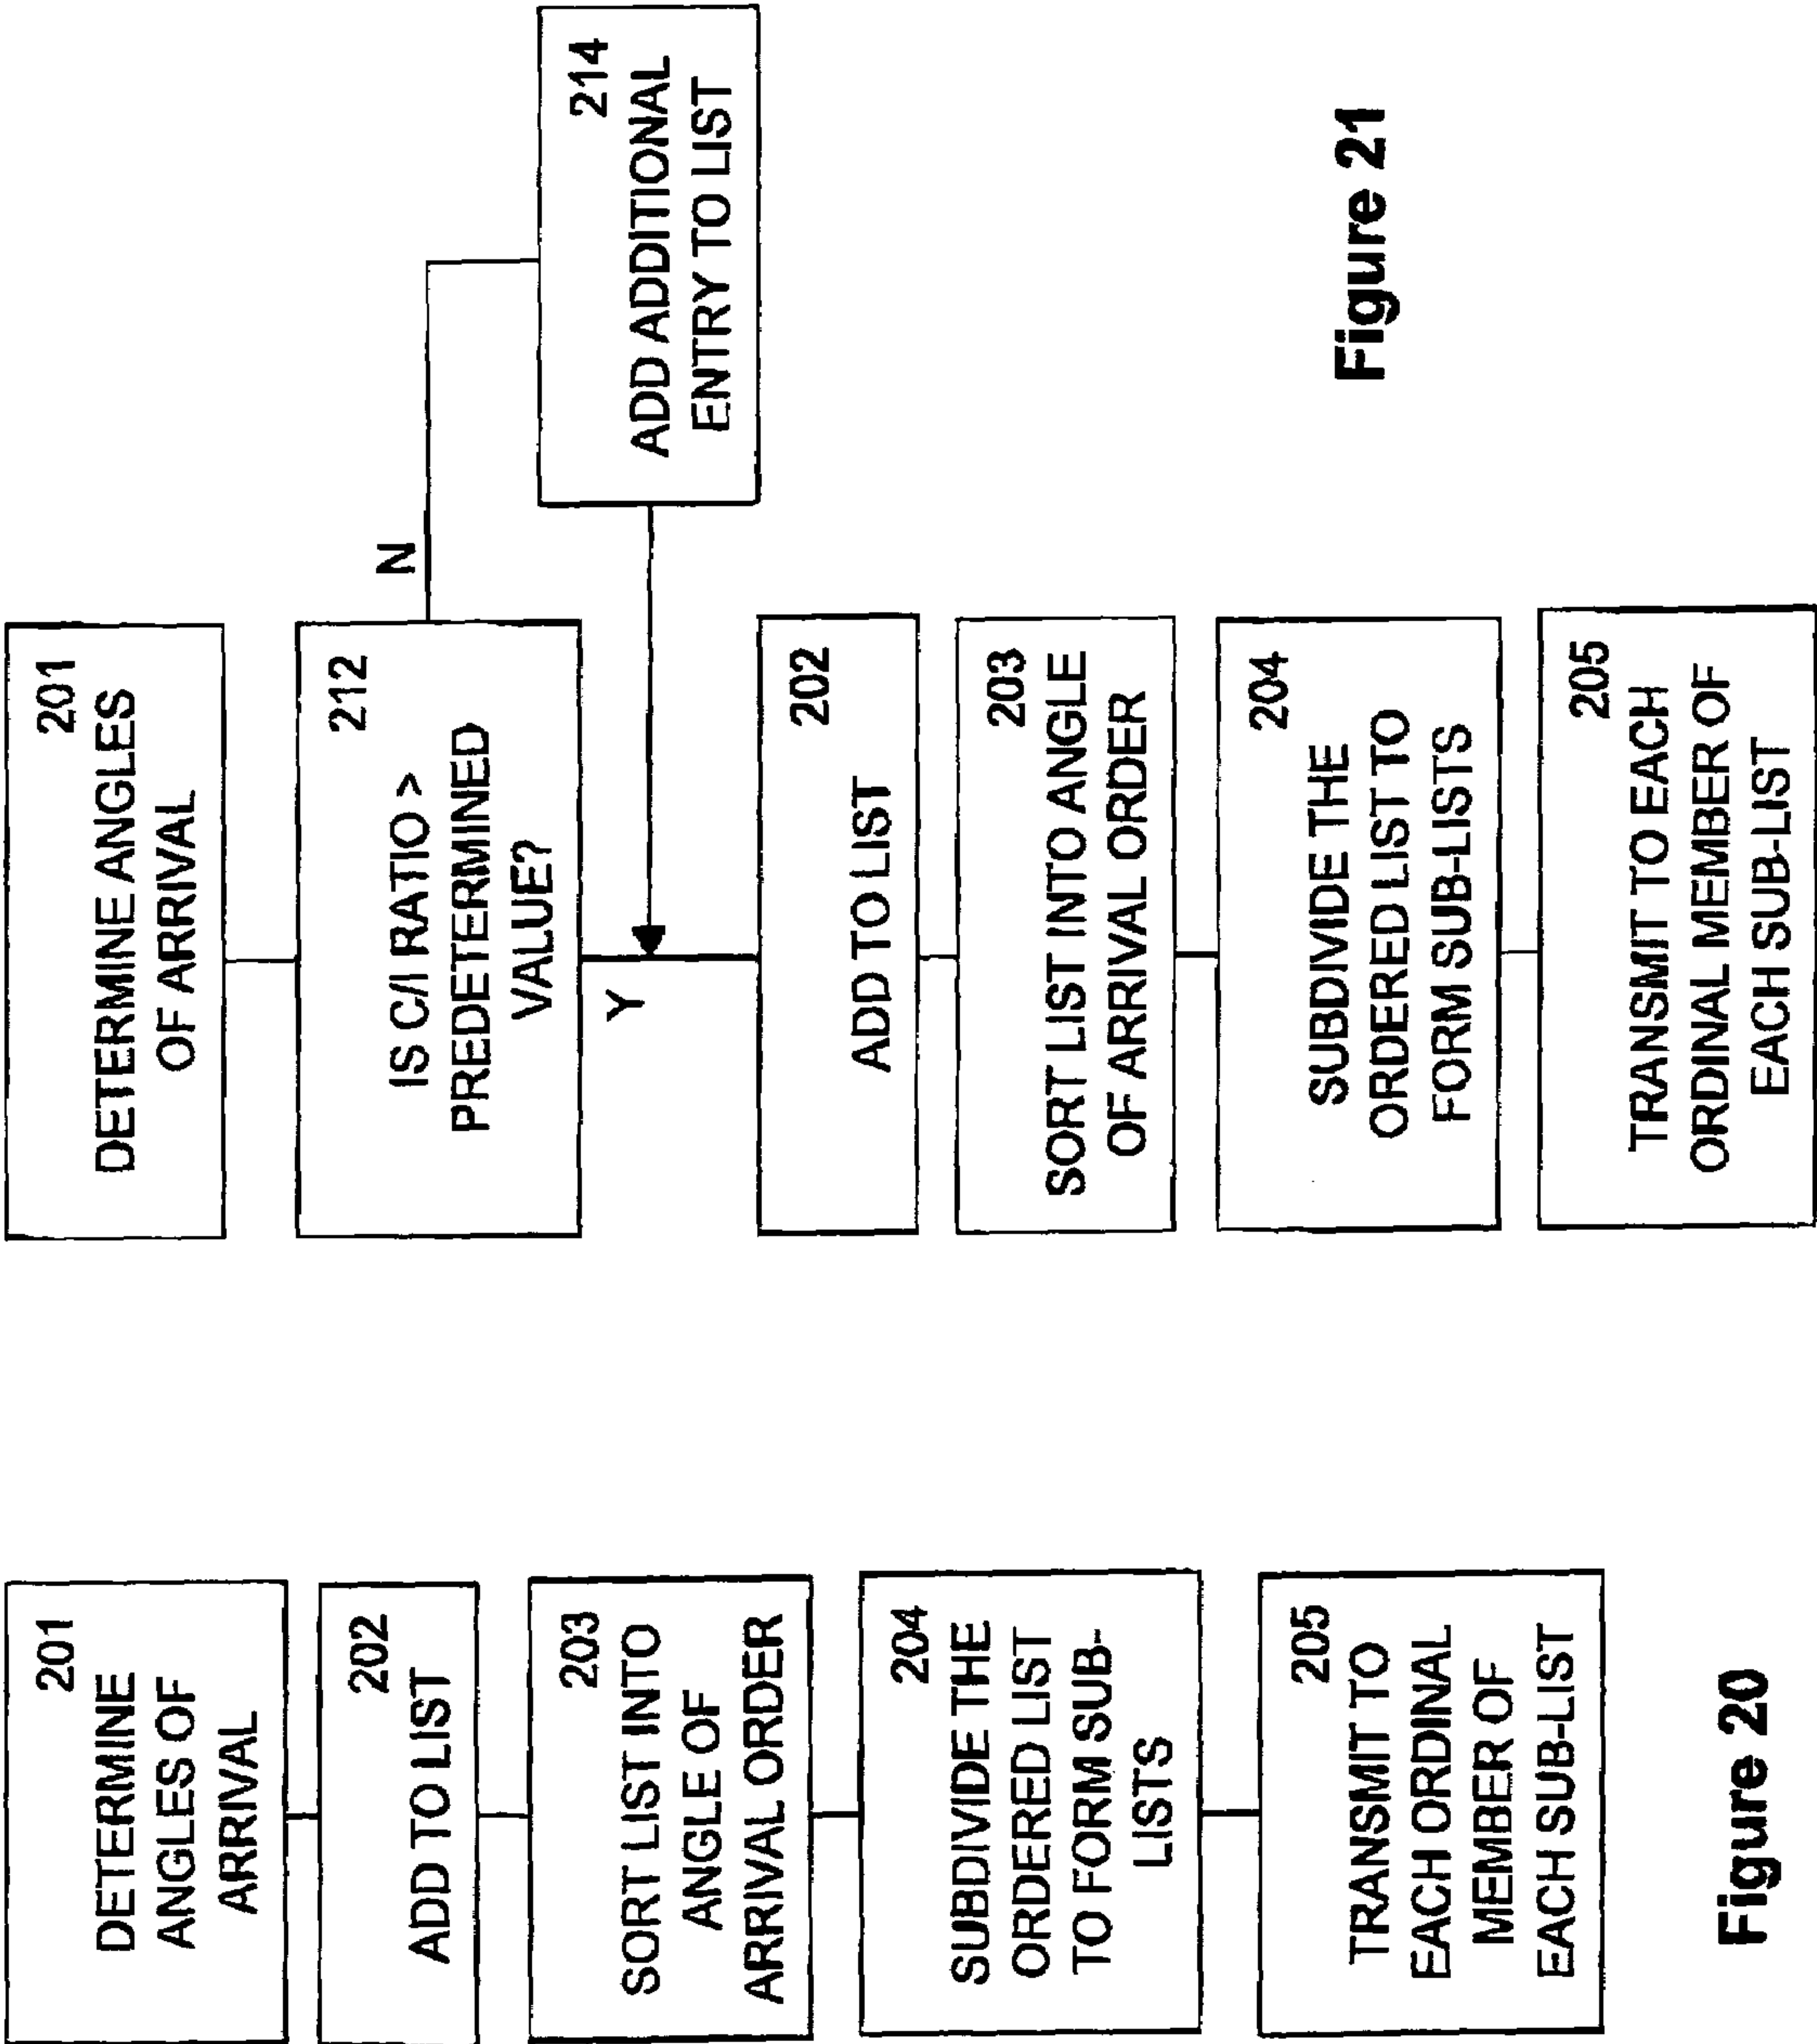 201
DETERMINE
ANGLES OF
ARRIVAL
202
ADD TO LIST
203
SORT LIST INTO
ANGLE OF
ARRIVAL ORDER
204
SUBDIVIDE THE
ORDERED LIST
TO FORM SUB-
LISTS
205
TRANSMIT TO
EACH ORDINAL
MEMBER OF
EACH SUB-LIST
Figure 20
201
DETERMINE ANGLES
OF ARRIVAL
212
IS C/I RATIO >
PREDETERMINED
VALUE?
N
Y
214
ADD ADDITIONAL
ENTRY TO LIST
202
ADD TO LIST
203
SORT LIST INTO ANGLE
OF ARRIVAL ORDER
204
SUBDIVIDE THE
ORDERED LIST TO
FORM SUB-LISTS
205
TRANSMIT TO EACH
ORDINAL MEMBER OF
EACH SUB-LIST
Figure 21